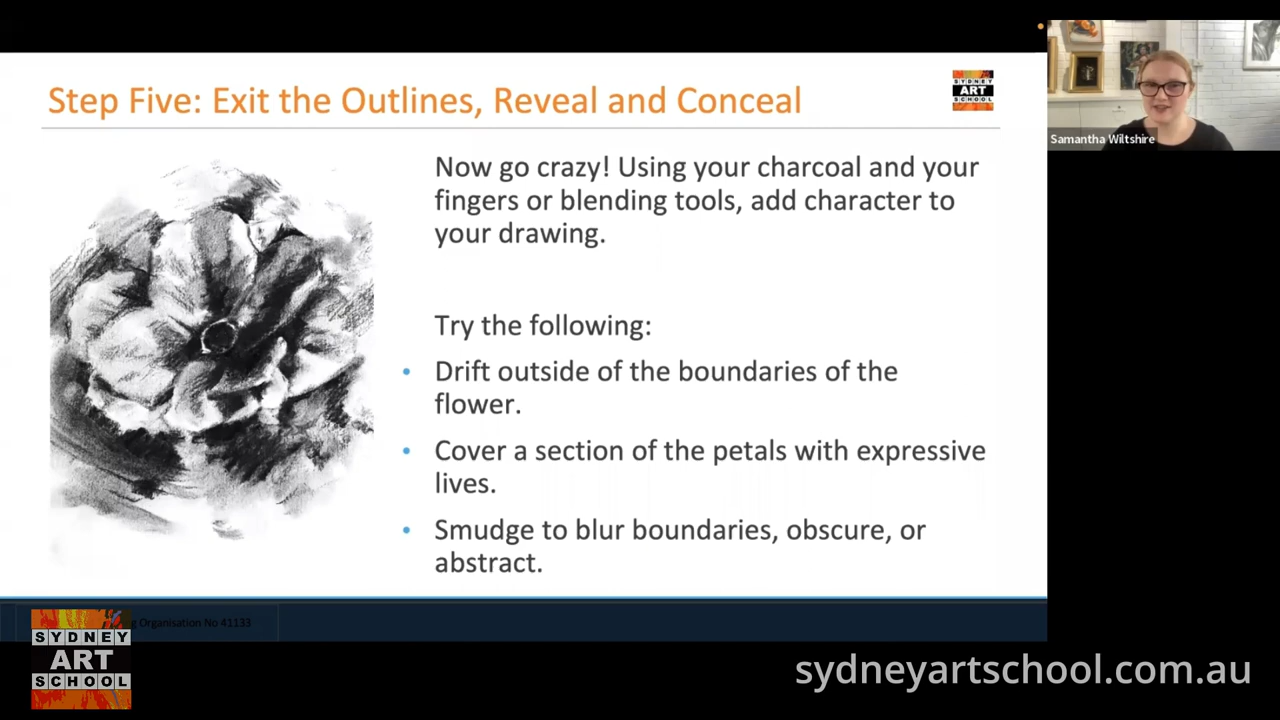 Step Five: Exit the Outlines, Reveal and Conceal
SYDNEY
ART
SCHOOL
Samantha Wiltshire
Now go crazy! Using your charcoal and your
fingers or blending tools, add character to
your drawing.
Try the following:
• Drift outside of the boundaries of the
flower.
• Cover a section of the petals with expressive
lives.
• Smudge to blur boundaries, obscure, or
abstract.
Organisation No 41133
SYDNEY
ART
SCHOOL
sydneyartschool.com.au